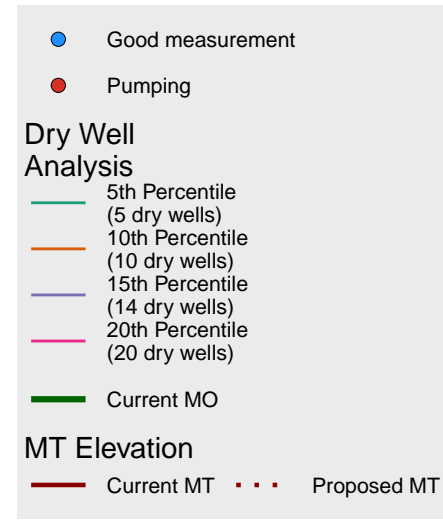 Good measurement
Pumping
Dry Well
Analysis
5th Percentile
(5 dry wells)
10th Percentile
(10 dry wells)
15th Percentile
(14 dry wells)
20th Percentile
(20 dry wells)
Current MO
MT Elevation
Current MT Proposed MT